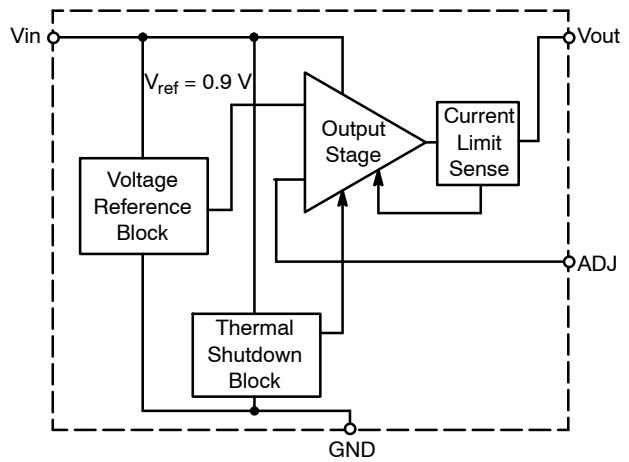 Vin
Vout
Vref = 0.9 V
Output
Stage
Current
Limit
Sense
Voltage
Reference
Block
ADJ
Thermal
Shutdown
Block
GND